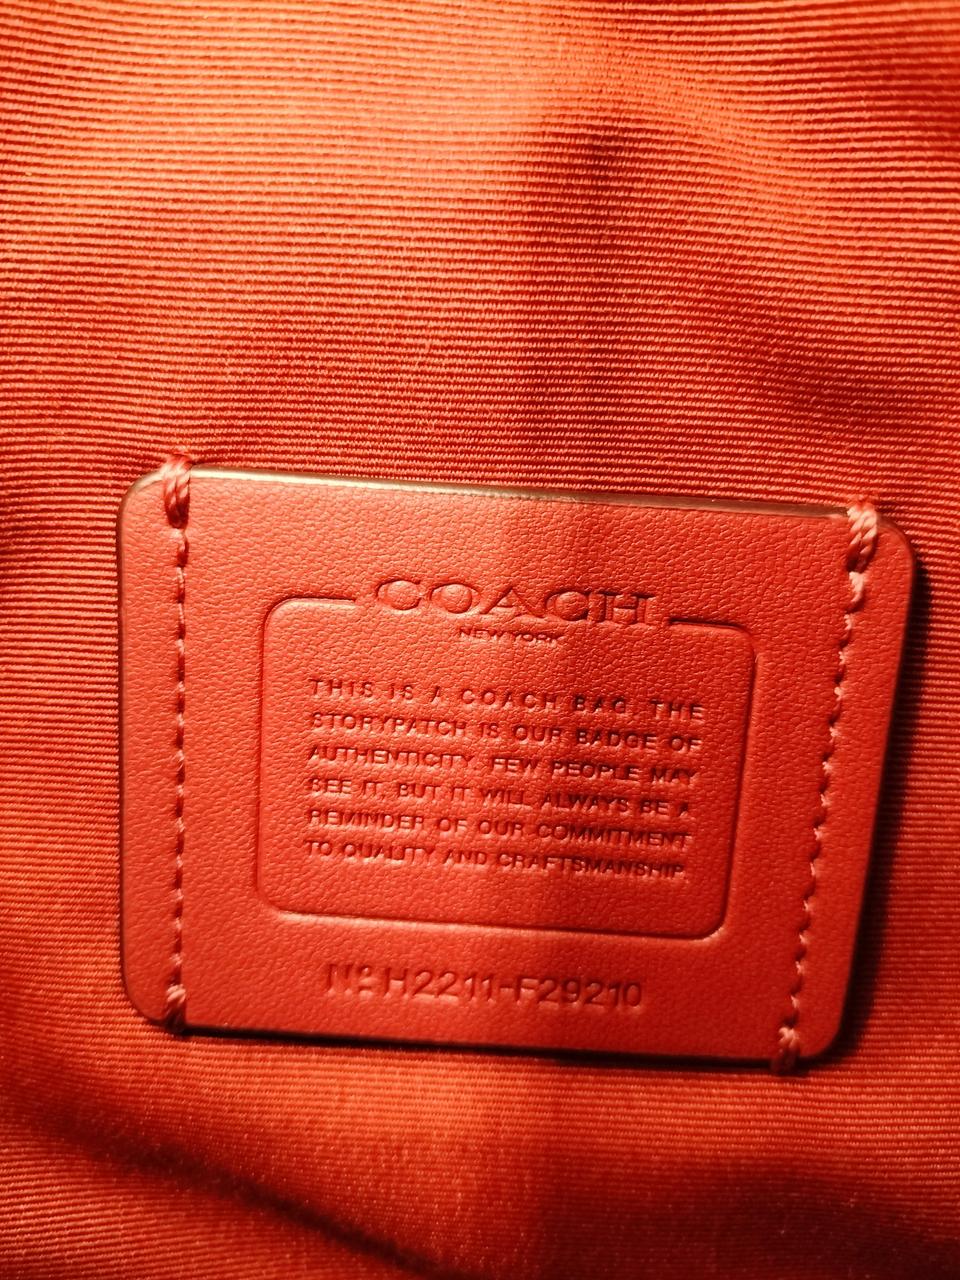 COACH
NEW YORK
THIS IS A COACH BAG. THE
STORYPATCH IS OUR BADGE OF
AUTHENTICITY. FEW PEOPLE MAY
SEE IT, BUT IT WILL ALWAYS BE A
REMINDER OF OUR COMMITMENT
TO QUALITY AND CRAFTSMANSHIP.
Nº H2211-F29210